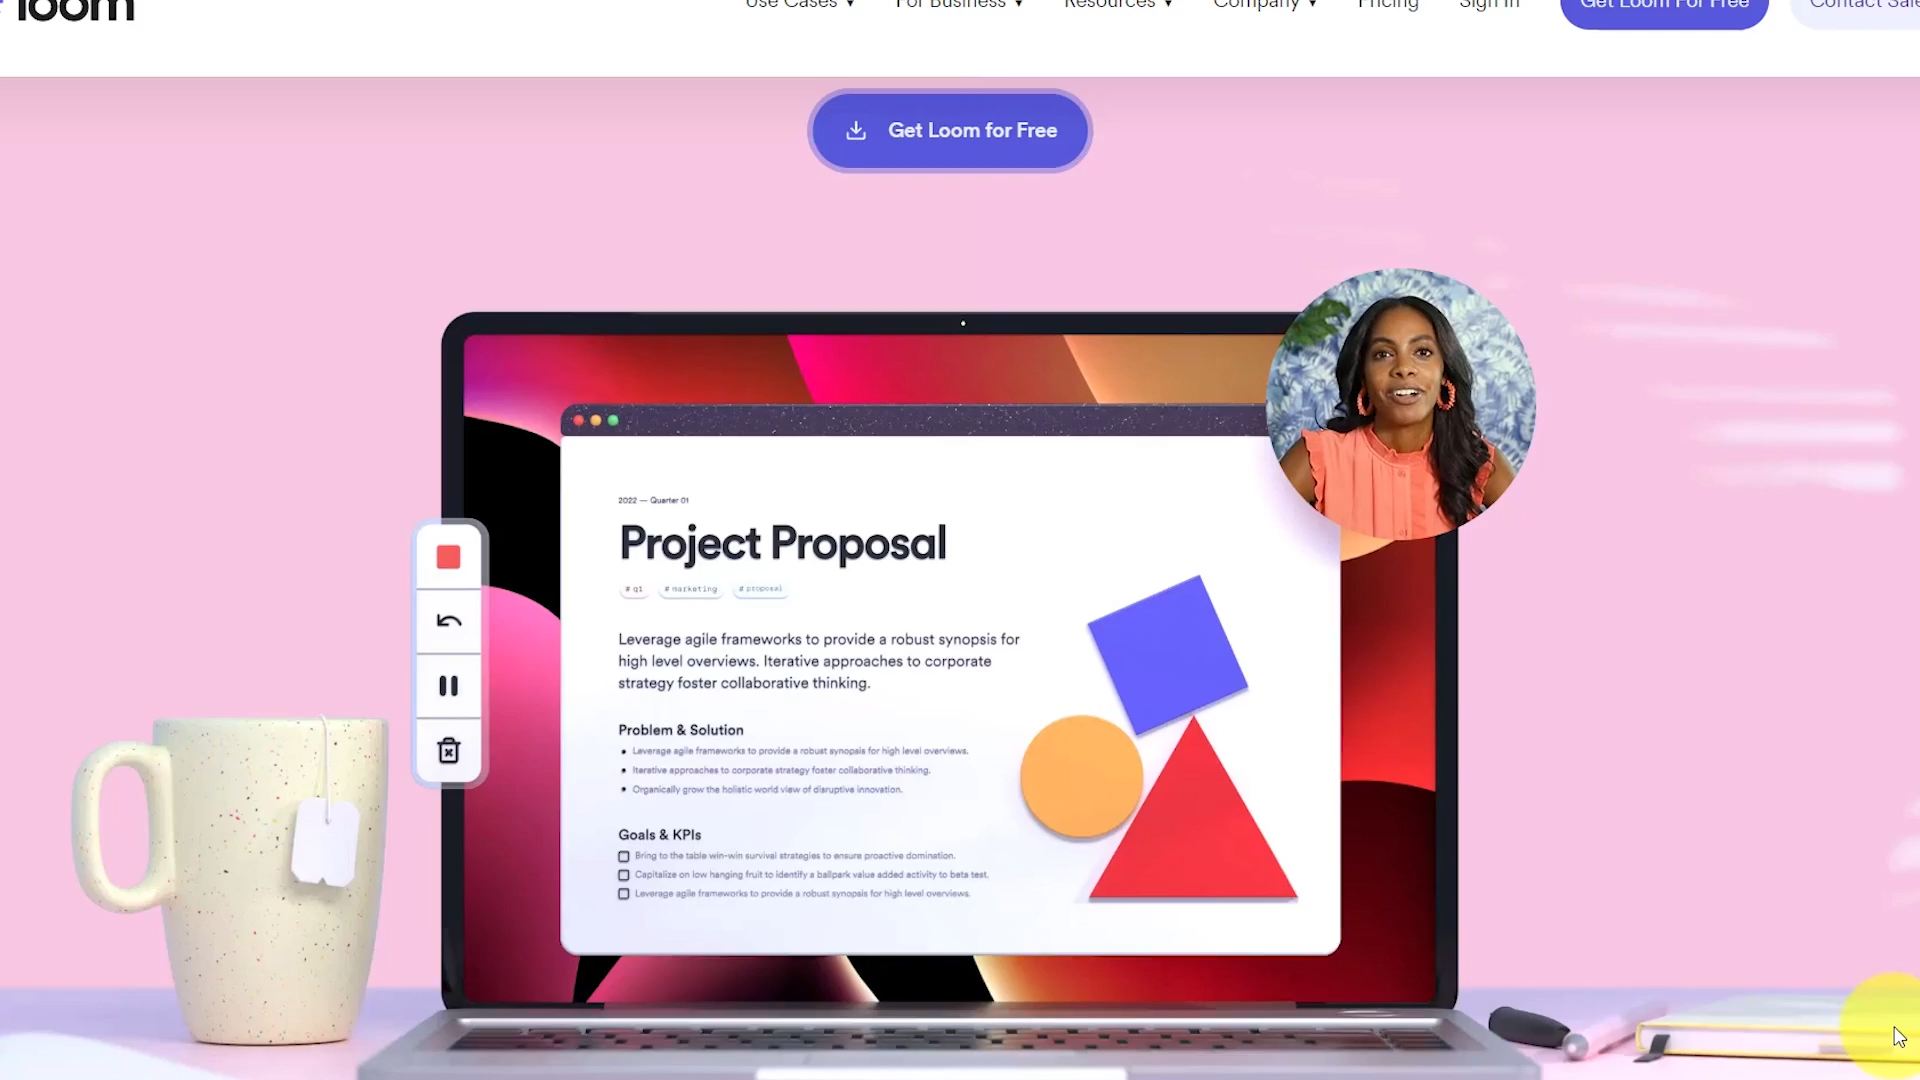 loom
Use Cases
For Business
Resources
Company
Pricing
Sign In
Get Loom For Free
Contact Sale
Get Loom for Free
2022 — Quarter 01
Project Proposal
# q1
# marketing
# proposal
Leverage agile frameworks to provide a robust synopsis for
high level overviews. Iterative approaches to corporate
strategy foster collaborative thinking.
Problem & Solution
Leverage agile frameworks to provide a robust synopsis for high level overviews.
Iterative approaches to corporate strategy foster collaborative thinking.
Organically grow the holistic world view of disruptive innovation.
Goals & KPIs
Bring to the table win-win survival strategies to ensure proactive domination.
Capitalize on low hanging fruit to identify a ballpark value added activity to beta test.
Leverage agile frameworks to provide a robust synopsis for high level overviews.